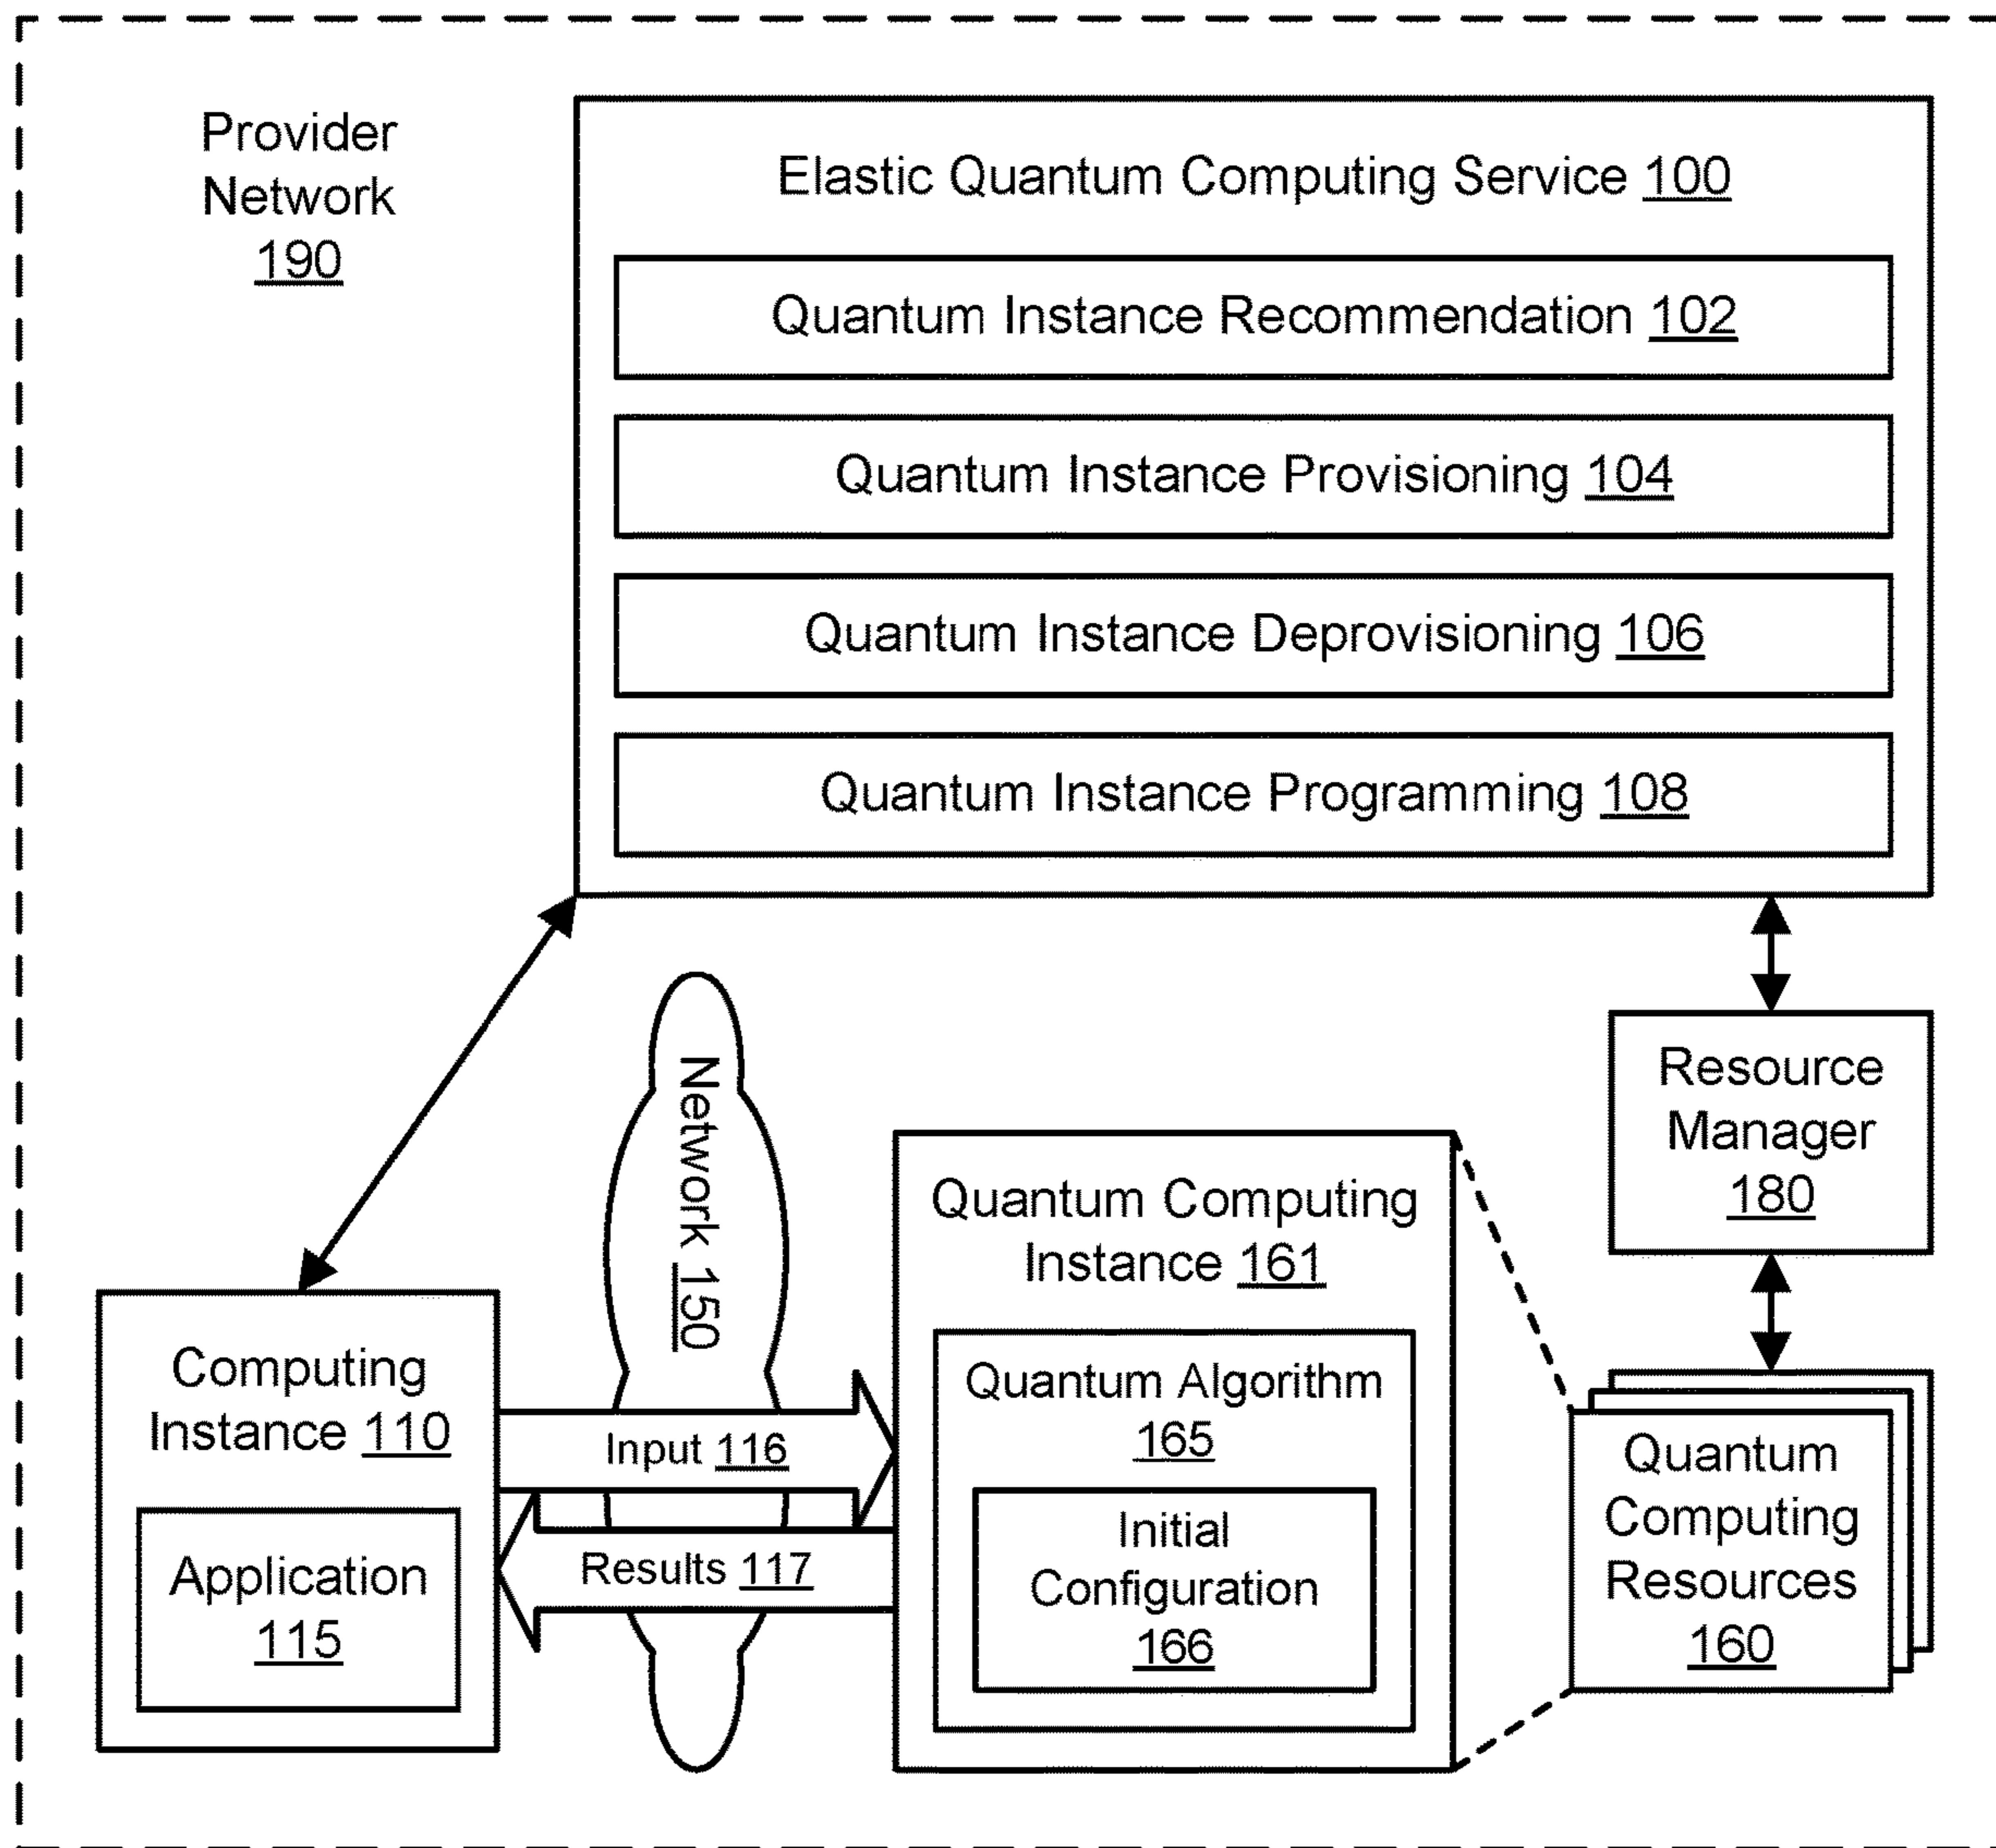 Provider
Network
190
Elastic Quantum Computing Service 100
Quantum Instance Recommendation 102
Quantum Instance Provisioning 104
Quantum Instance Deprovisioning 106
Quantum Instance Programming 108
Network 150
Resource
Manager
180
Computing
Instance 110
Application
115
Input 116
Results 117
Quantum Computing
Instance 161
Quantum Algorithm
165
Initial
Configuration
166
Quantum
Computing
Resources
160